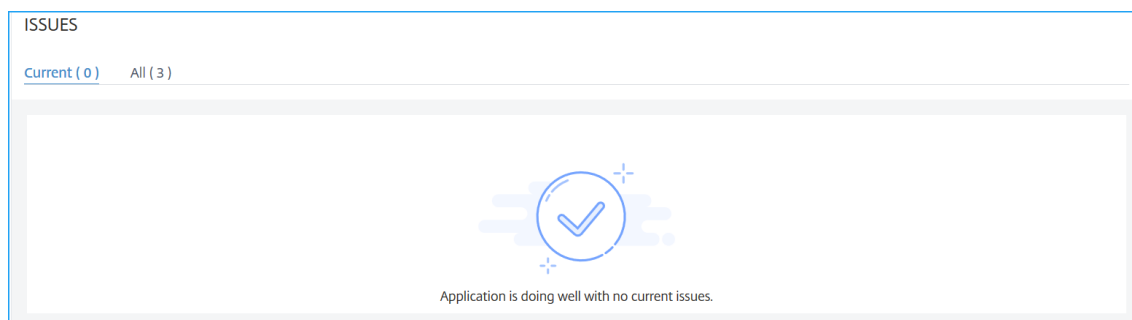 ISSUES
Current ( 0 ) All ( 3 )
Application is doing well with no current issues.